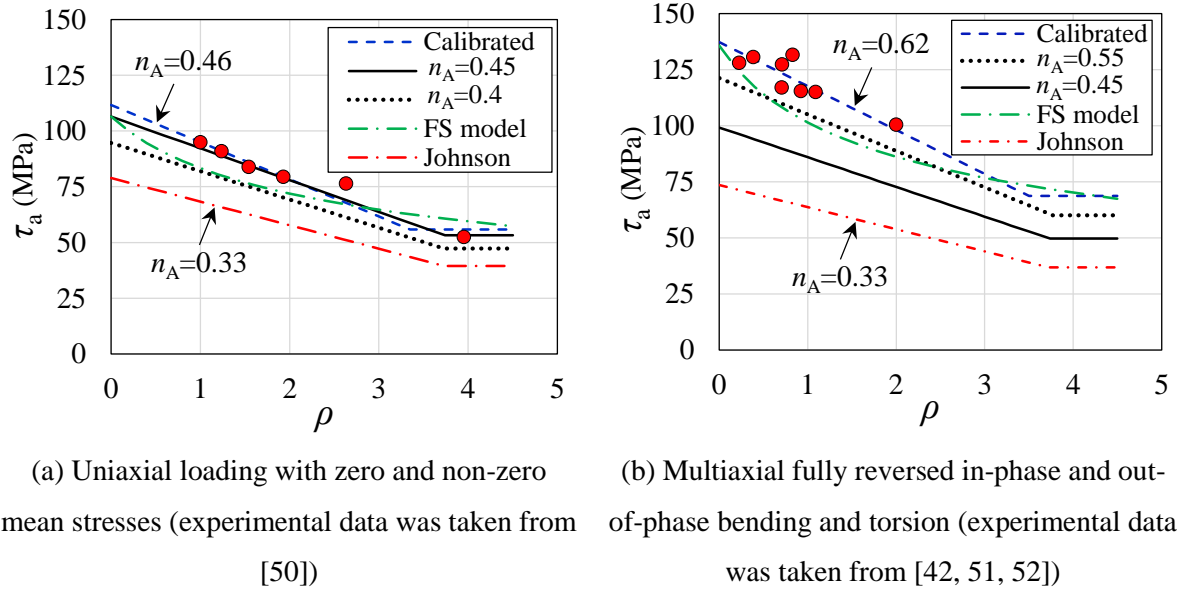 150
125
100
75
50
25
0
τa (MPa)
0 1 2 3 4 5
ρ
nA=0.46
nA=0.33
Calibrated
nA=0.45
nA=0.4
FS model
Johnson
150
125
100
75
50
25
0
τa (MPa)
0 1 2 3 4 5
ρ
nA=0.62
nA=0.33
Calibrated
nA=0.55
nA=0.45
FS model
Johnson
(a) Uniaxial loading with zero and non-zero
mean stresses (experimental data was taken from
[50])
(b) Multiaxial fully reversed in-phase and out-
of-phase bending and torsion (experimental data
was taken from [42, 51, 52])